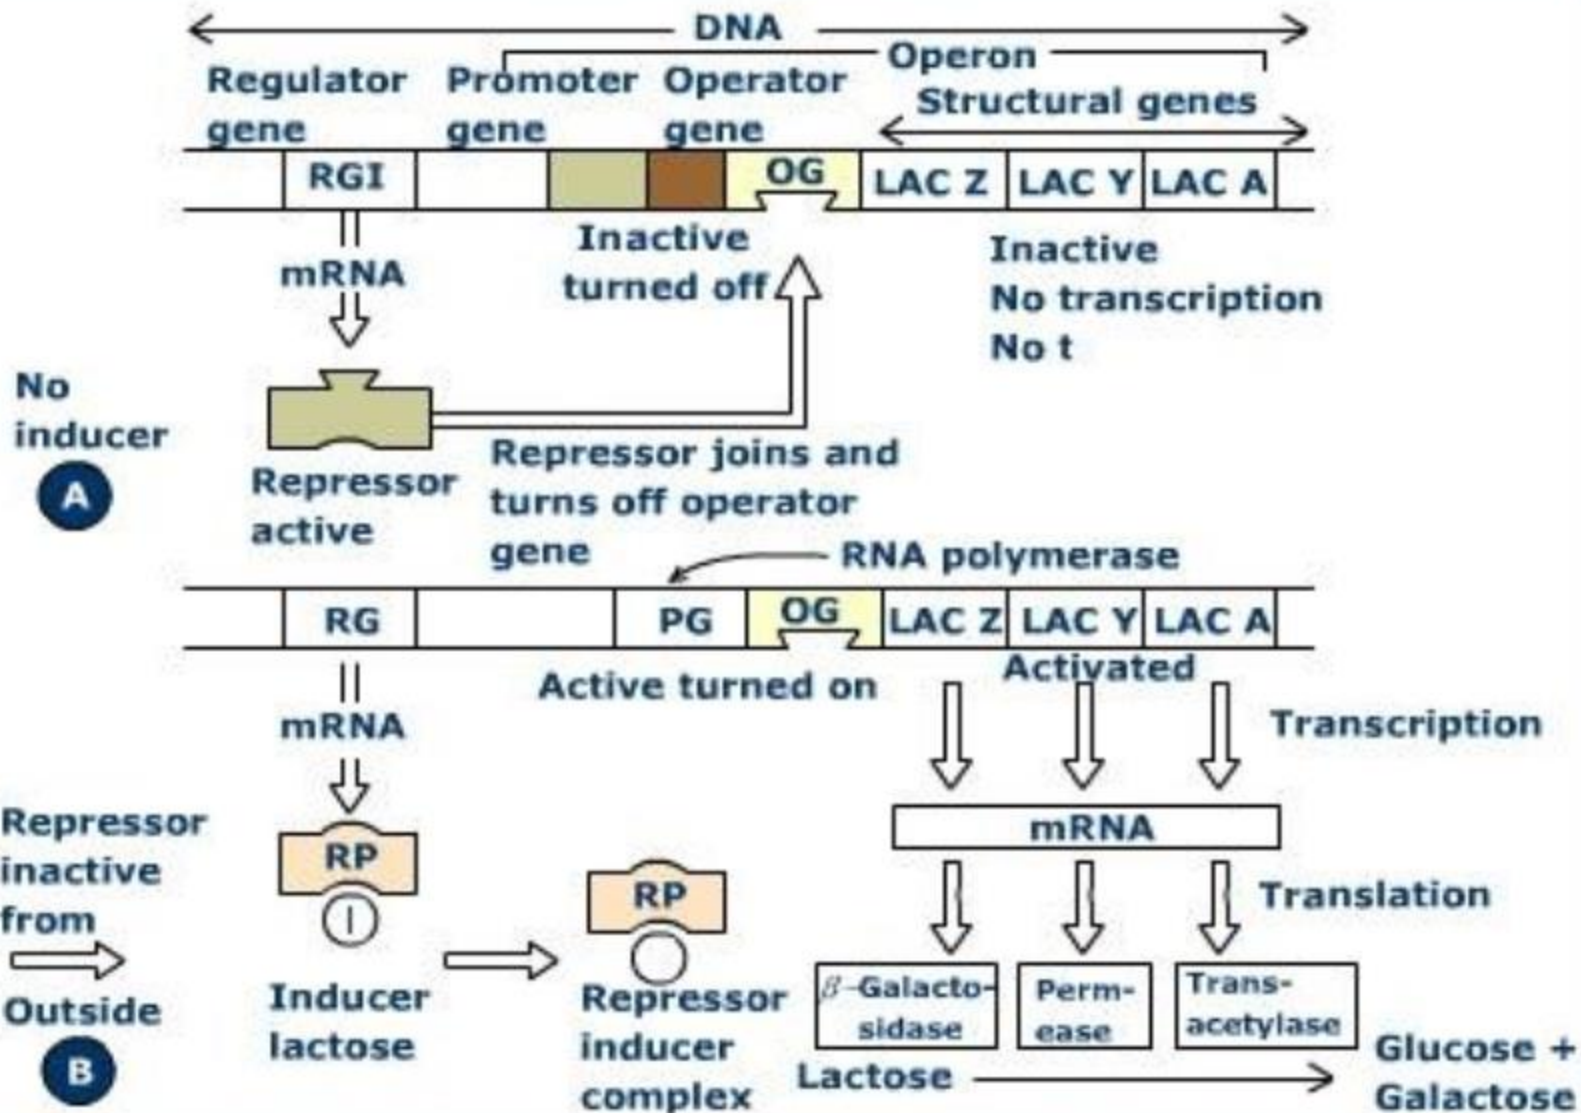 DNA
Operon
Regulator
gene
Promoter
gene
Operator
gene
Structural genes
RGI
OG
LAC Z
LAC Y
LAC A
mRNA
Inactive
turned off
Inactive
No transcription
No t
No
inducer
A
Repressor
active
Repressor joins and
turns off operator
gene
RNA polymerase
RG
PG
OG
LAC Z
LAC Y
LAC A
Active turned on
Activated
mRNA
Transcription
mRNA
Translation
Repressor
inactive
from
Outside
B
RP
I
Inducer
lactose
RP
Repressor
inducer
complex
β-Galacto-
sidase
Perm-
ease
Trans-
acetylase
Lactose
Glucose +
Galactose